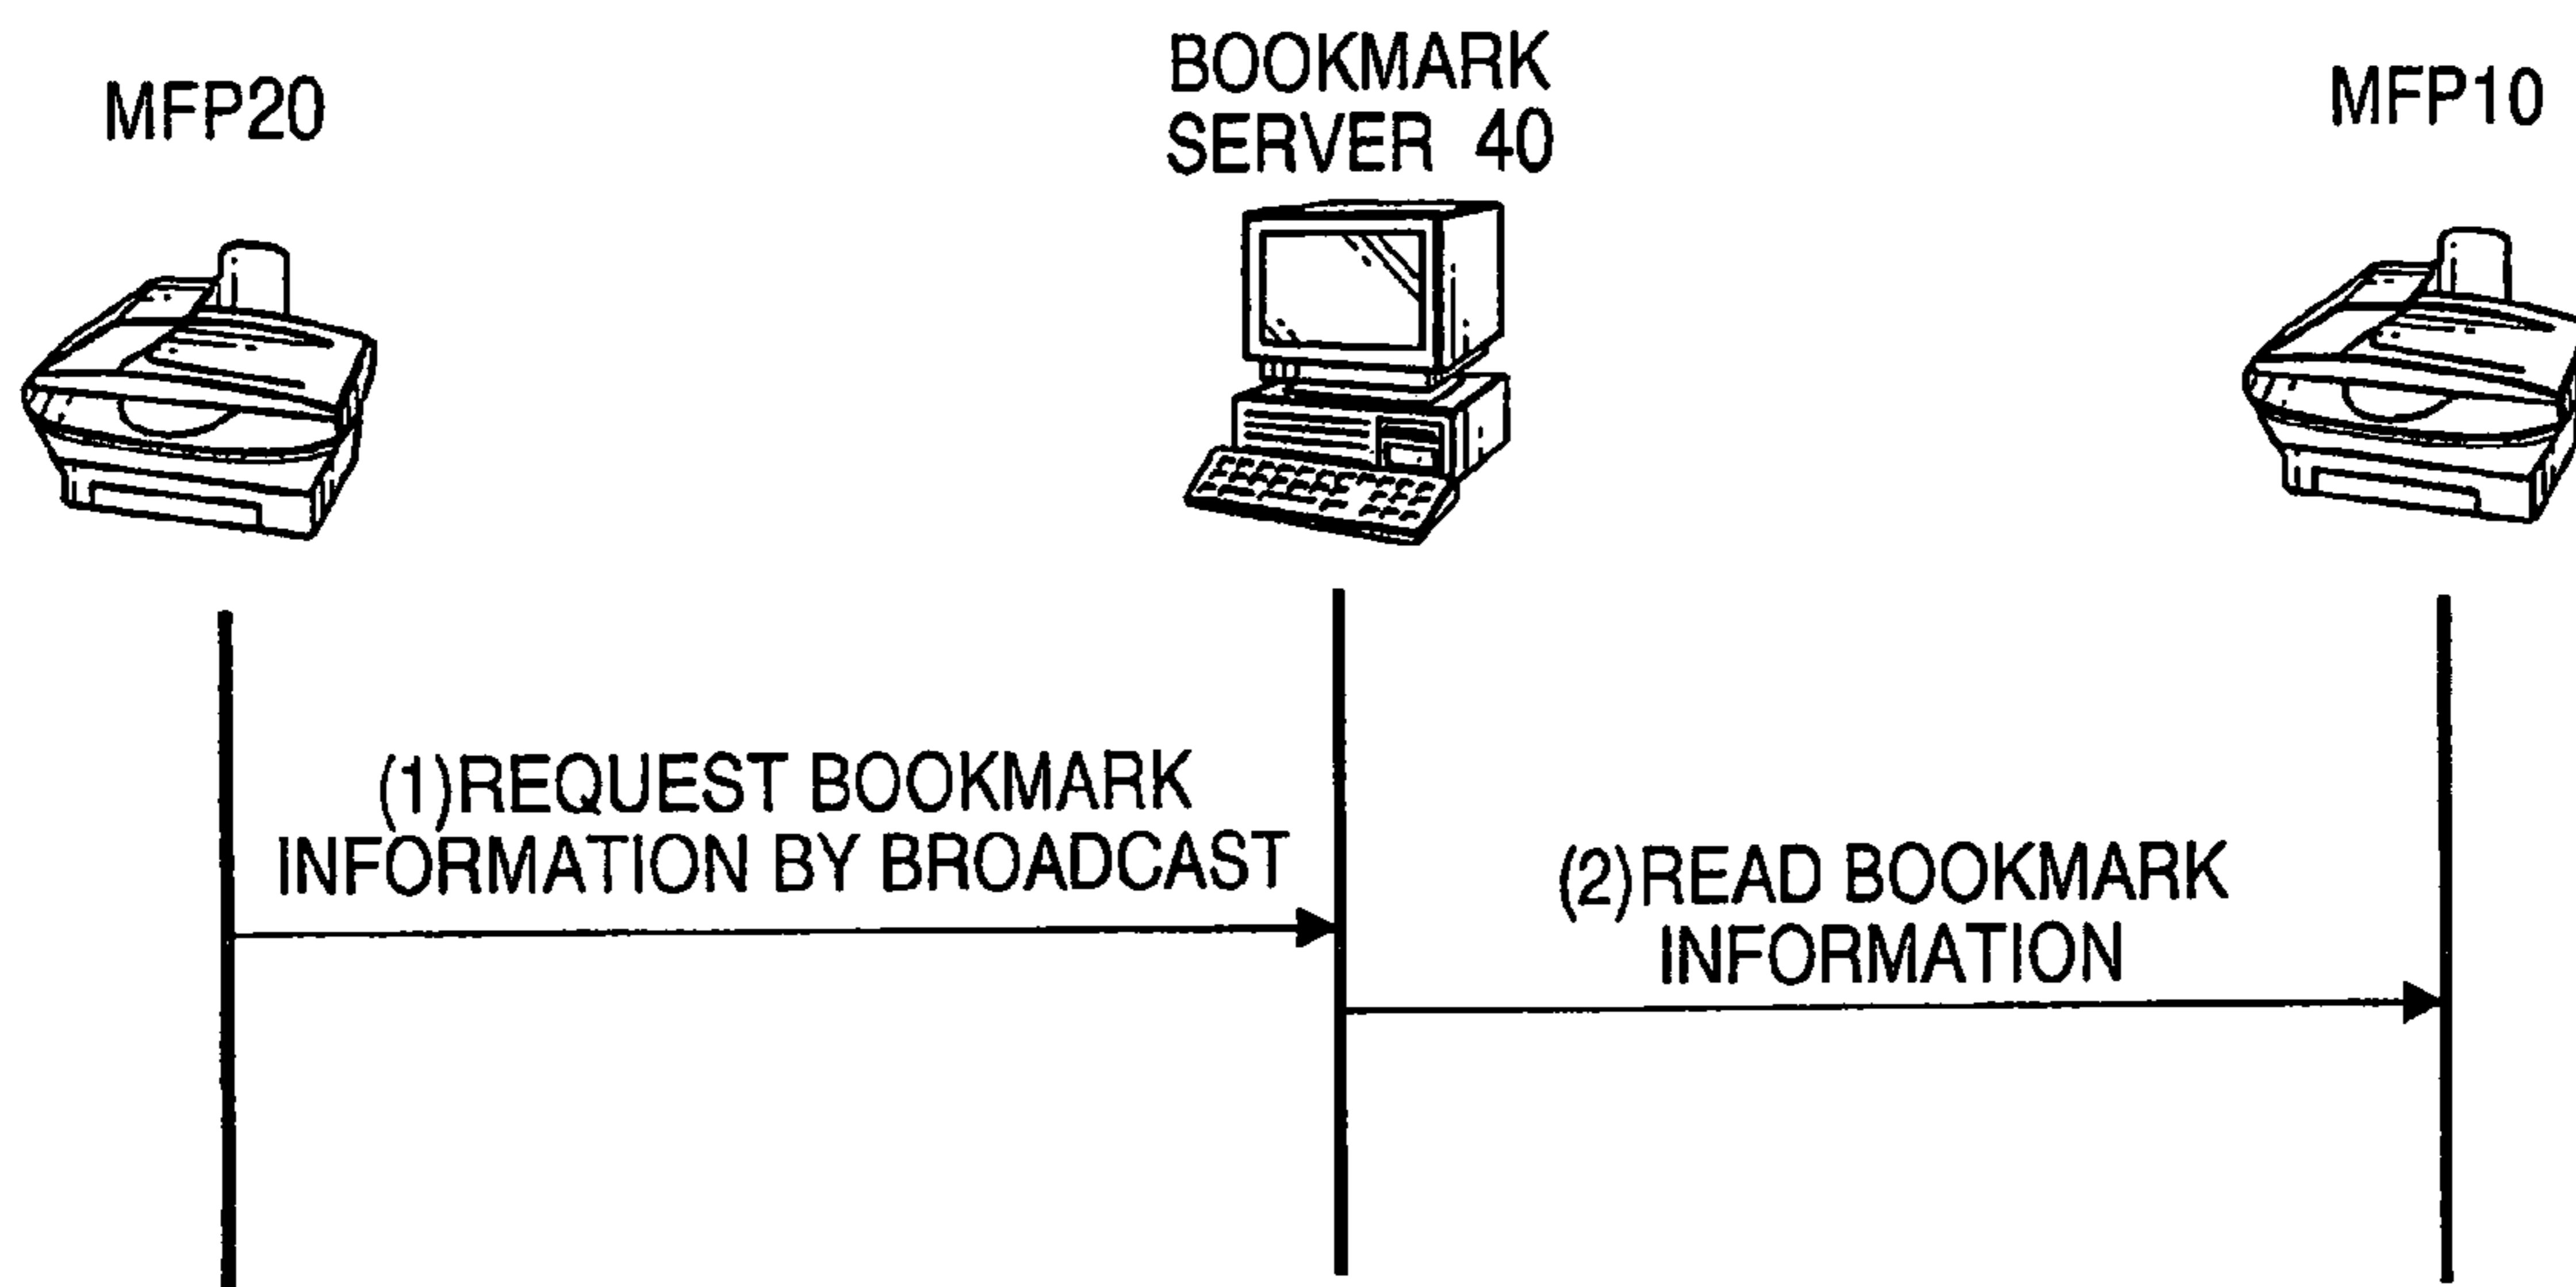 MFP20
BOOKMARK
SERVER 40
MFP10
(1)REQUEST BOOKMARK
INFORMATION BY BROADCAST
(2)READ BOOKMARK
INFORMATION